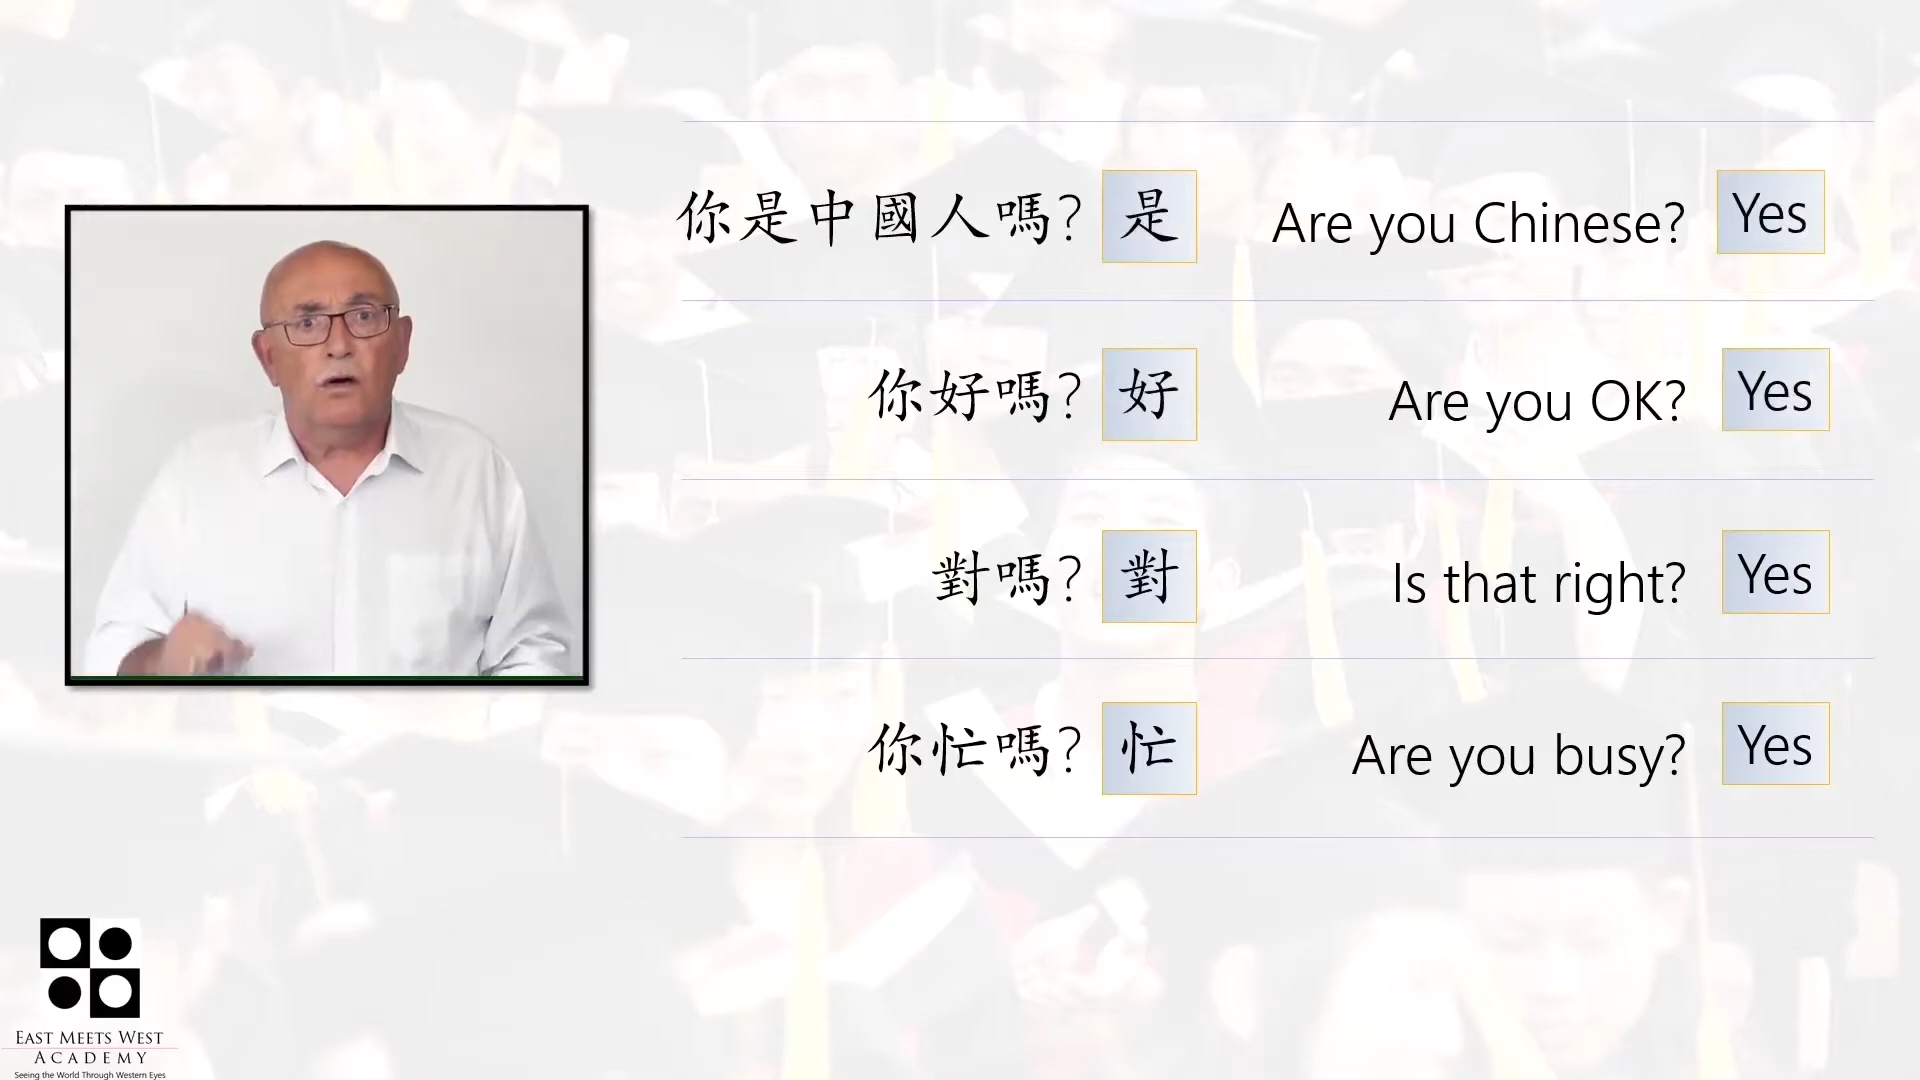 你是中國人嗎? 是 Are you Chinese? Yes
你好嗎? 好 Are you OK? Yes
對嗎? 對 Is that right? Yes
你忙嗎? 忙 Are you busy? Yes
EAST MEETS WEST
ACADEMY
Seeing the World Through Western Eyes